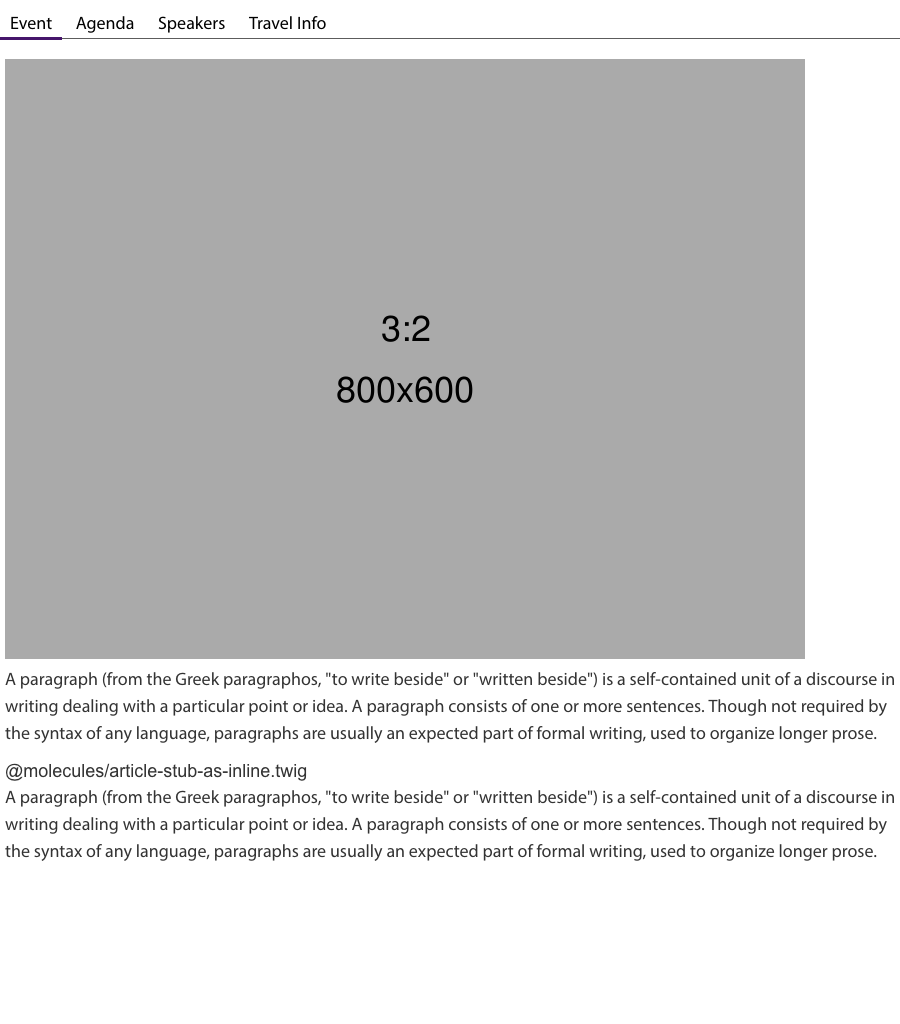 Event Agenda Speakers Travel Info
3:2
800x600
A paragraph (from the Greek paragraphos, "to write beside" or "written beside") is a self-contained unit of a discourse in
writing dealing with a particular point or idea. A paragraph consists of one or more sentences. Though not required by
the syntax of any language, paragraphs are usually an expected part of formal writing, used to organize longer prose.
@molecules/article-stub-as-inline.twig
A paragraph (from the Greek paragraphos, "to write beside" or "written beside") is a self-contained unit of a discourse in
writing dealing with a particular point or idea. A paragraph consists of one or more sentences. Though not required by
the syntax of any language, paragraphs are usually an expected part of formal writing, used to organize longer prose.